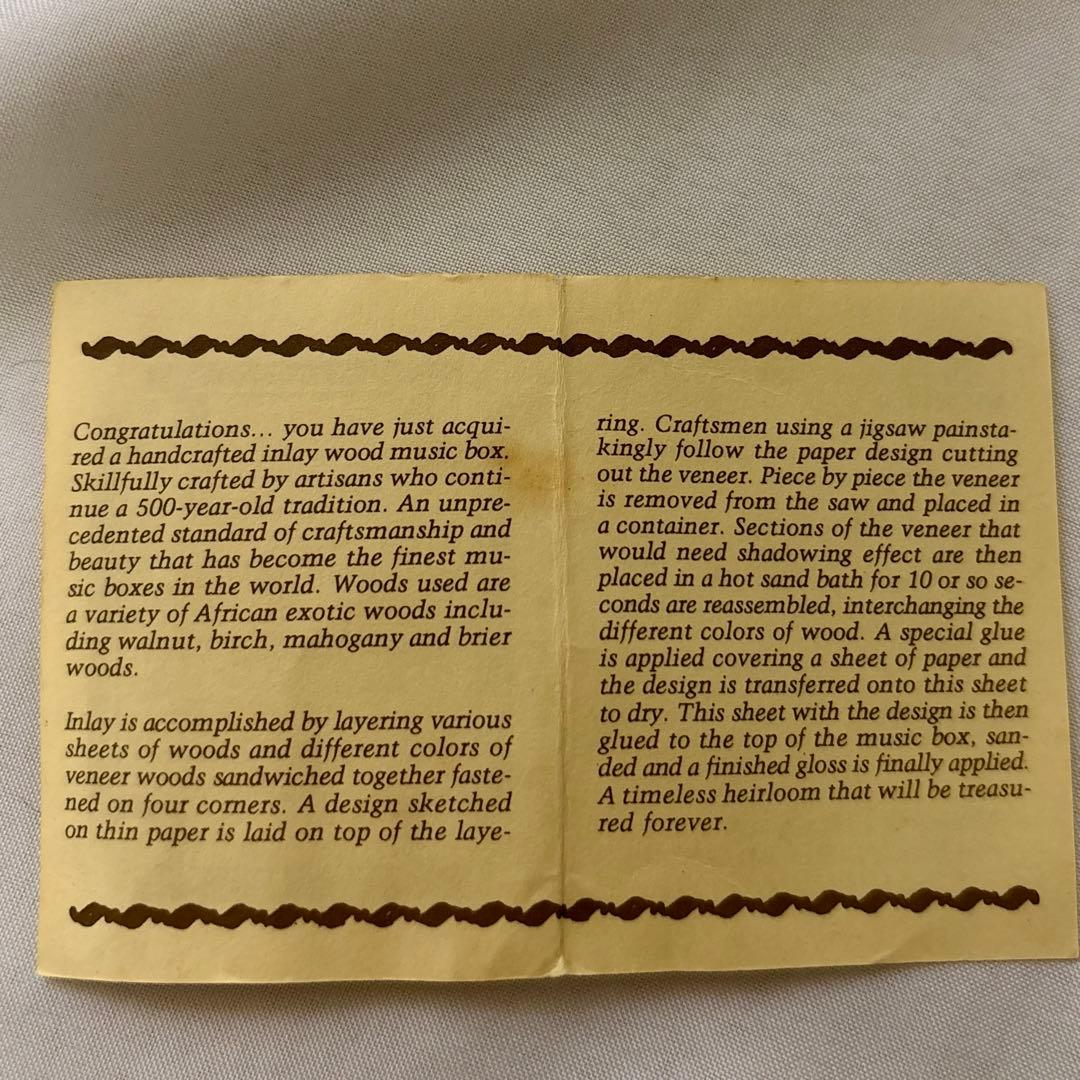 Congratulations... you have just acqui-
red a handcrafted inlay wood music box.
Skillfully crafted by artisans who conti-
nue a 500-year-old tradition. An unpre-
cedented standard of craftsmanship and
beauty that has become the finest mu-
sic boxes in the world. Woods used are
a variety of African exotic woods inclu-
ding walnut, birch, mahogany and brier
woods.
Inlay is accomplished by layering various
sheets of woods and different colors of
veneer woods sandwiched together faste-
ned on four corners. A design sketched
on thin paper is laid on top of the laye-
ring. Craftsmen using a jigsaw painsta-
kingly follow the paper design cutting
out the veneer. Piece by piece the veneer
is removed from the saw and placed in
a container. Sections of the veneer that
would need shadowing effect are then
placed in a hot sand bath for 10 or so se-
conds are reassembled, interchanging the
different colors of wood. A special glue
is applied covering a sheet of paper and
the design is transferred onto this sheet
to dry. This sheet with the design is then
glued to the top of the music box, san-
ded and a finished gloss is finally applied.
A timeless heirloom that will be treasu-
red forever.